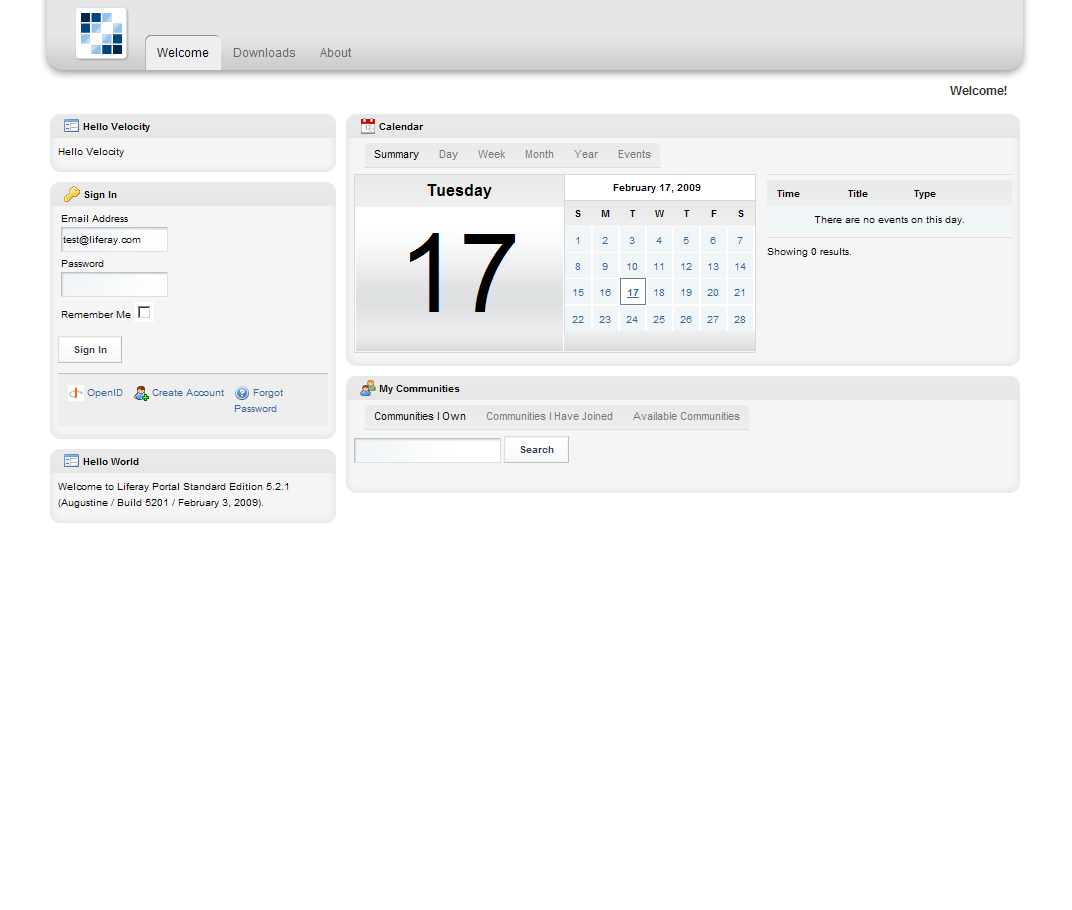 Welcome Downloads About
Welcome!
Hello Velocity
Hello Velocity
Sign In
Email Address
test@liferay.com
Password
Remember Me
Sign In
OpenID Create Account Forgot Password
Hello World
Welcome to Liferay Portal Standard Edition 5.2.1
(Augustine / Build 5201 / February 3, 2009).
Calendar
Summary Day Week Month Year Events
Tuesday
17
February 17, 2009
S M T W T F S
1 2 3 4 5 6 7
8 9 10 11 12 13 14
15 16 17 18 19 20 21
22 23 24 25 26 27 28
Time Title Type
There are no events on this day.
Showing 0 results.
My Communities
Communities I Own Communities I Have Joined Available Communities
Search